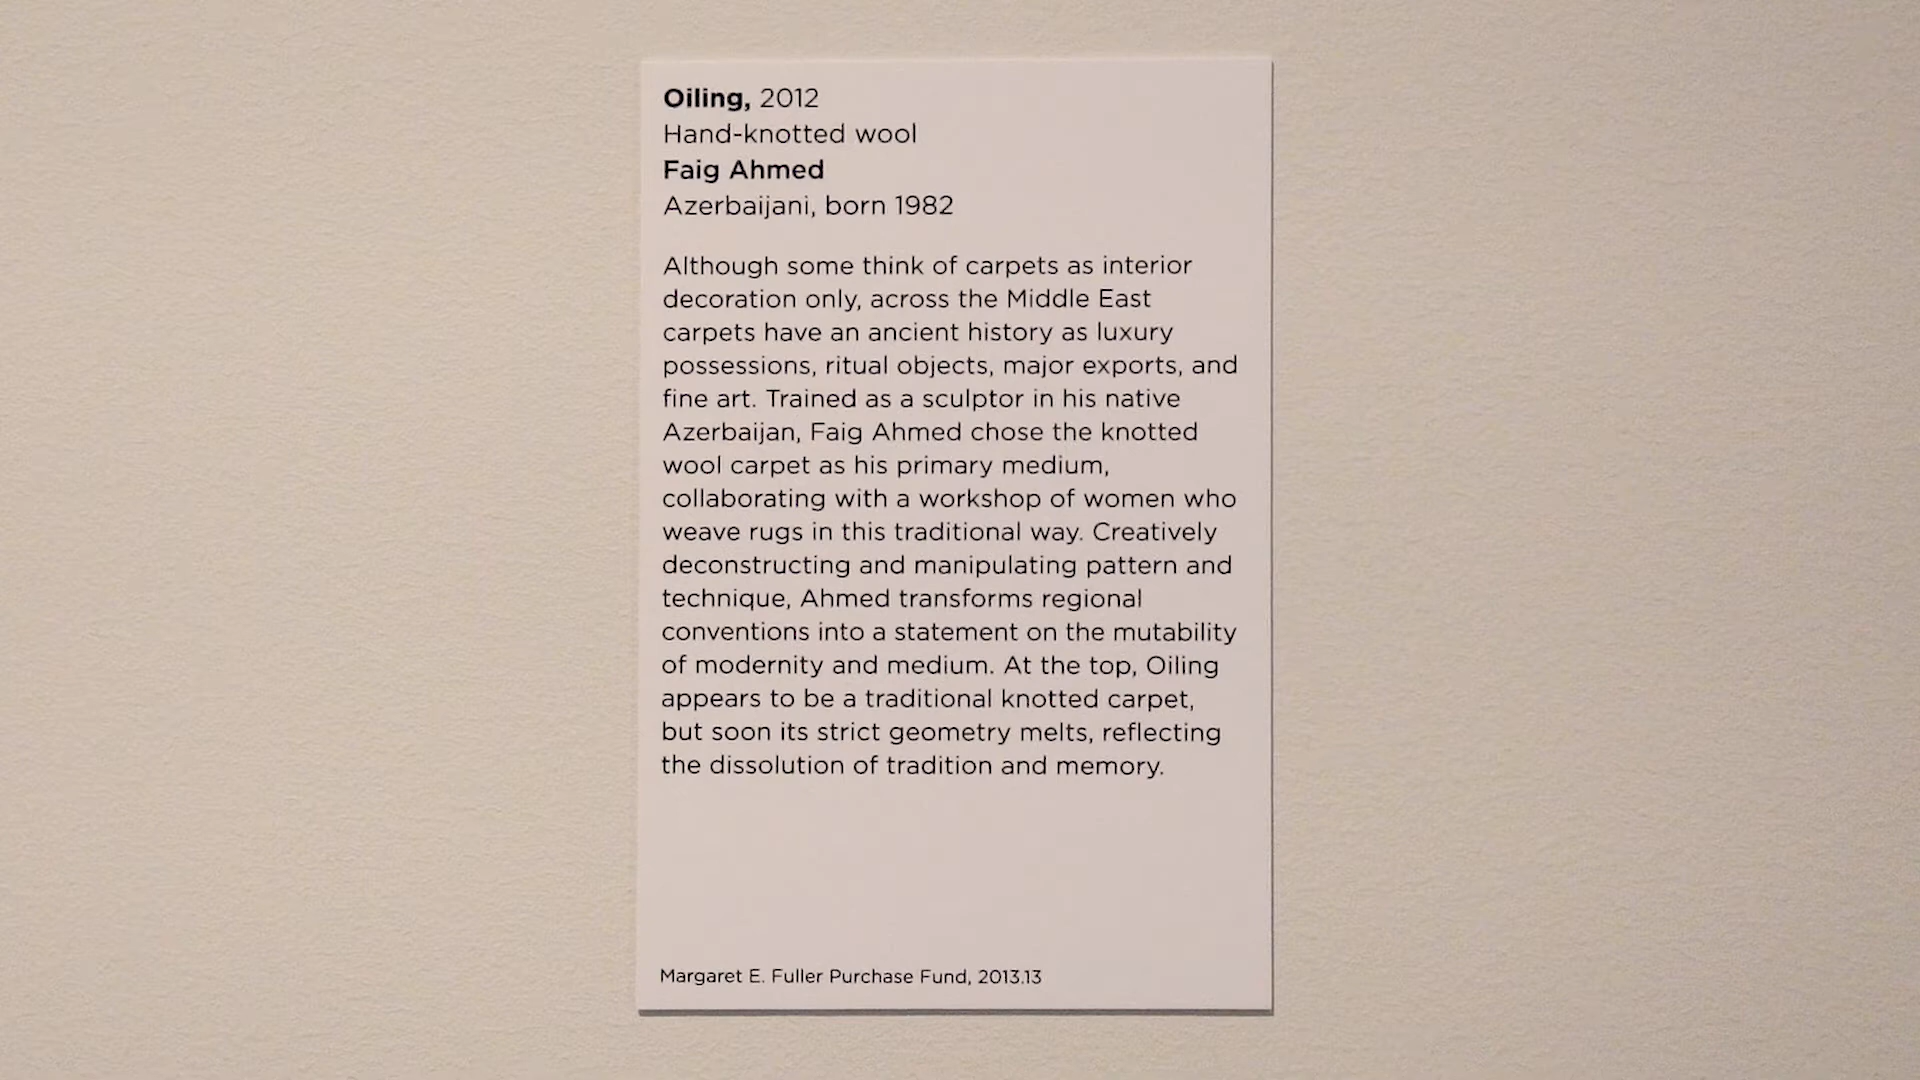 Oiling, 2012
Hand-knotted wool
Faig Ahmed
Azerbaijani, born 1982
Although some think of carpets as interior
decoration only, across the Middle East
carpets have an ancient history as luxury
possessions, ritual objects, major exports, and
fine art. Trained as a sculptor in his native
Azerbaijan, Faig Ahmed chose the knotted
wool carpet as his primary medium,
collaborating with a workshop of women who
weave rugs in this traditional way. Creatively
deconstructing and manipulating pattern and
technique, Ahmed transforms regional
conventions into a statement on the mutability
of modernity and medium. At the top, Oiling
appears to be a traditional knotted carpet,
but soon its strict geometry melts, reflecting
the dissolution of tradition and memory.
Margaret E. Fuller Purchase Fund, 2013.13